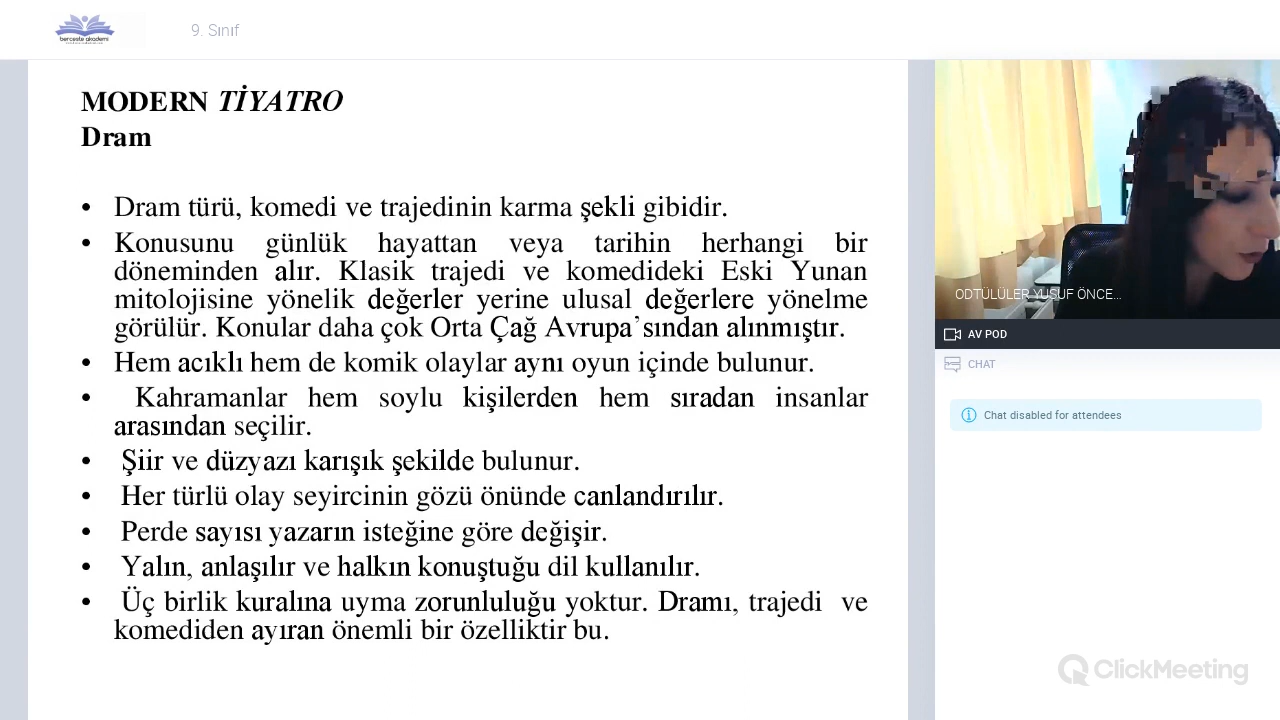 berceste akademi
9. Sınıf
MODERN TİYATRO
Dram
• Dram türü, komedi ve trajedinin karma şekli gibidir.
• Konusunu günlük hayattan veya tarihin herhangi bir
döneminden alır. Klasik trajedi ve komedideki Eski Yunan
mitolojisine yönelik değerler yerine ulusal değerlere yönelme
görülür. Konular daha çok Orta Çağ Avrupa’sından alınmıştır.
• Hem acıklı hem de komik olaylar aynı oyun içinde bulunur.
• Kahramanlar hem soylu kişilerden hem sıradan insanlar
arasından seçilir.
• Şiir ve düzyazı karışık şekilde bulunur.
• Her türlü olay seyircinin gözü önünde canlandırılır.
• Perde sayısı yazarın isteğine göre değişir.
• Yalın, anlaşılır ve halkın konuştuğu dil kullanılır.
• Üç birlik kuralına uyma zorunluluğu yoktur. Dramı, trajedi ve
komediden ayıran önemli bir özelliktir bu.
ODTÜLÜLER YUSUF ÖNCE...
AV POD
CHAT
Chat disabled for attendees
ClickMeeting